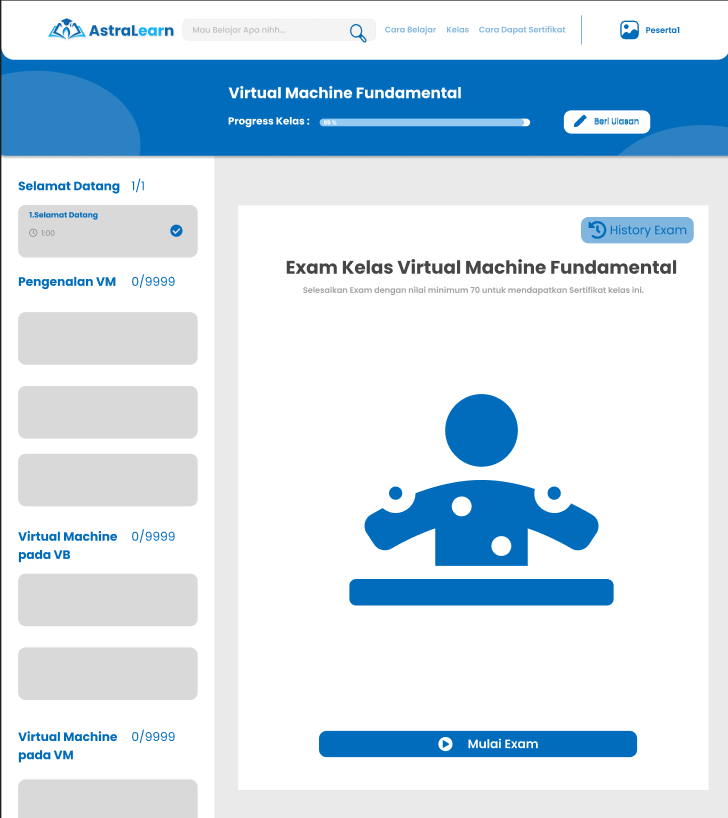 AstraLearn
Mau Belajar Apa nihh...
Cara Belajar
Kelas
Cara Dapat Sertifikat
Peserta1
Virtual Machine Fundamental
Progress Kelas :
99 %
Beri Ulasan
Selamat Datang 1/1
1.Selamat Datang
1:00
Pengenalan VM 0/9999
Virtual Machine 0/9999
pada VB
Virtual Machine 0/9999
pada VM
History Exam
Exam Kelas Virtual Machine Fundamental
Selesaikan Exam dengan nilai minimum 70 untuk mendapatkan Sertifikat kelas ini.
Mulai Exam